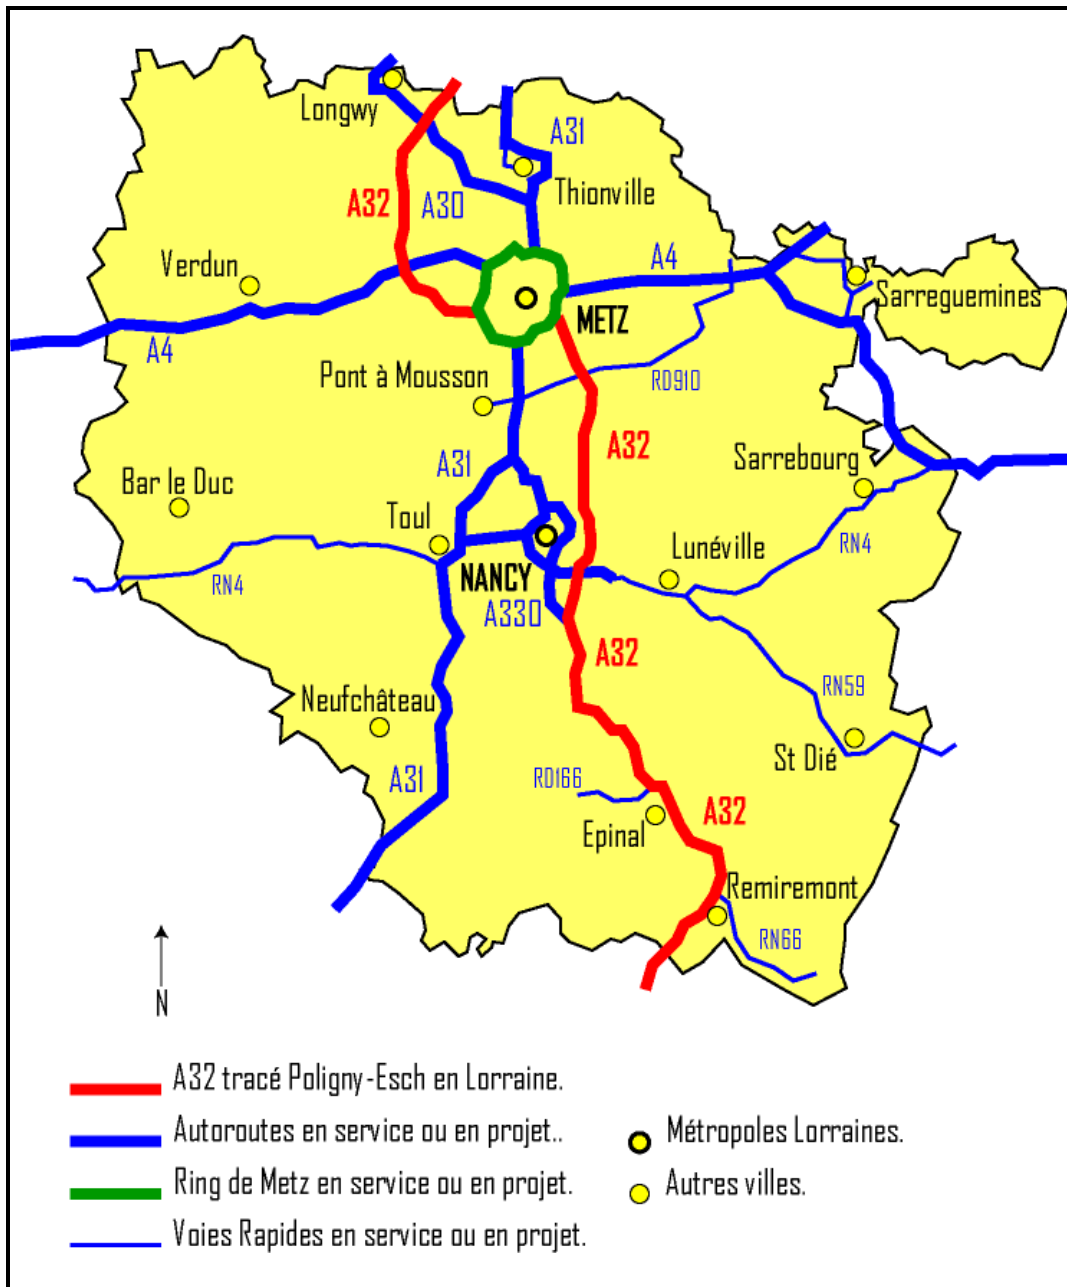 Longwy
A31
A32
A30
Thionville
Verdun
A4
Sarreguemines
METZ
A4
Pont à Mousson
RD910
A32
A31
Sarrebourg
Bar le Duc
Toul
Lunéville
RN4
RN4
NANCY
A330
A32
Neufchâteau
RN59
St Dié
A31
RD166
A32
Epinal
Remiremont
RN66
N
A32 tracé Poligny-Esch en Lorraine.
Autoroutes en service ou en projet..
Métropoles Lorraines.
Ring de Metz en service ou en projet.
Autres villes.
Voies Rapides en service ou en projet.